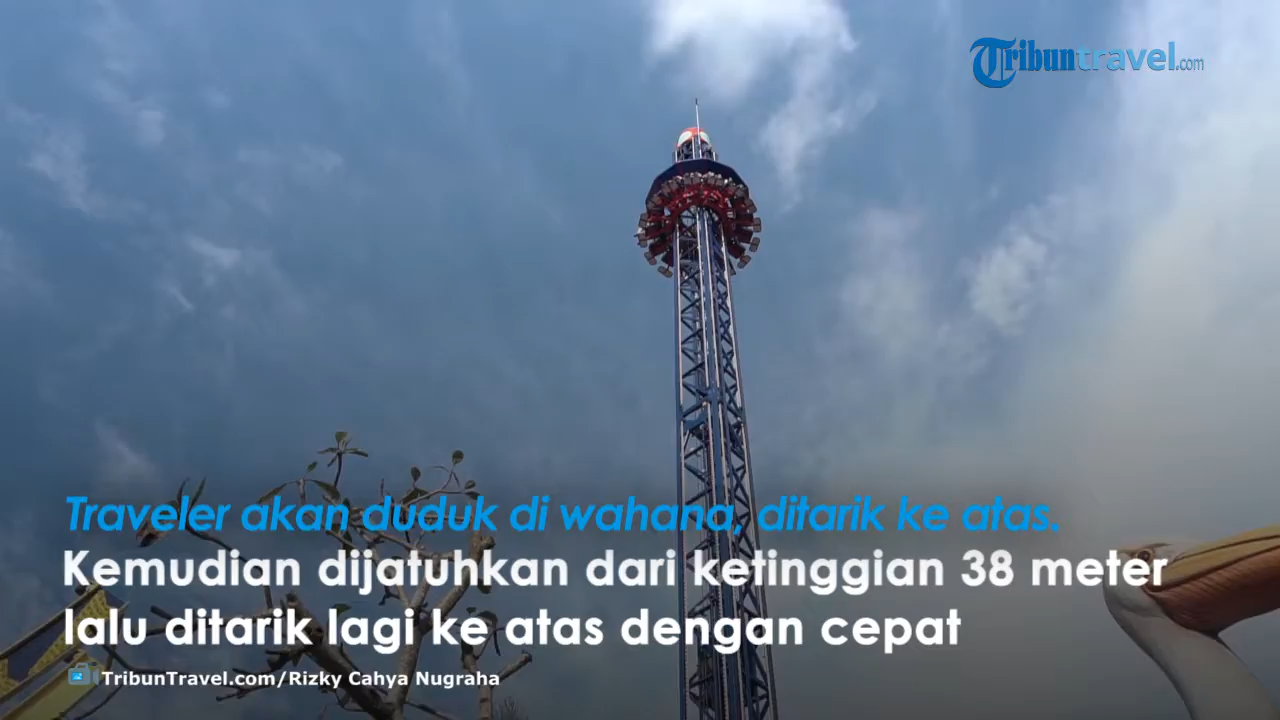 Tribuntravel.com
Traveler akan duduk di wahana, ditarik ke atas.
Kemudian dijatuhkan dari ketinggian 38 meter
lalu ditarik lagi ke atas dengan cepat
TribunTravel.com/Rizky Cahya Nugraha